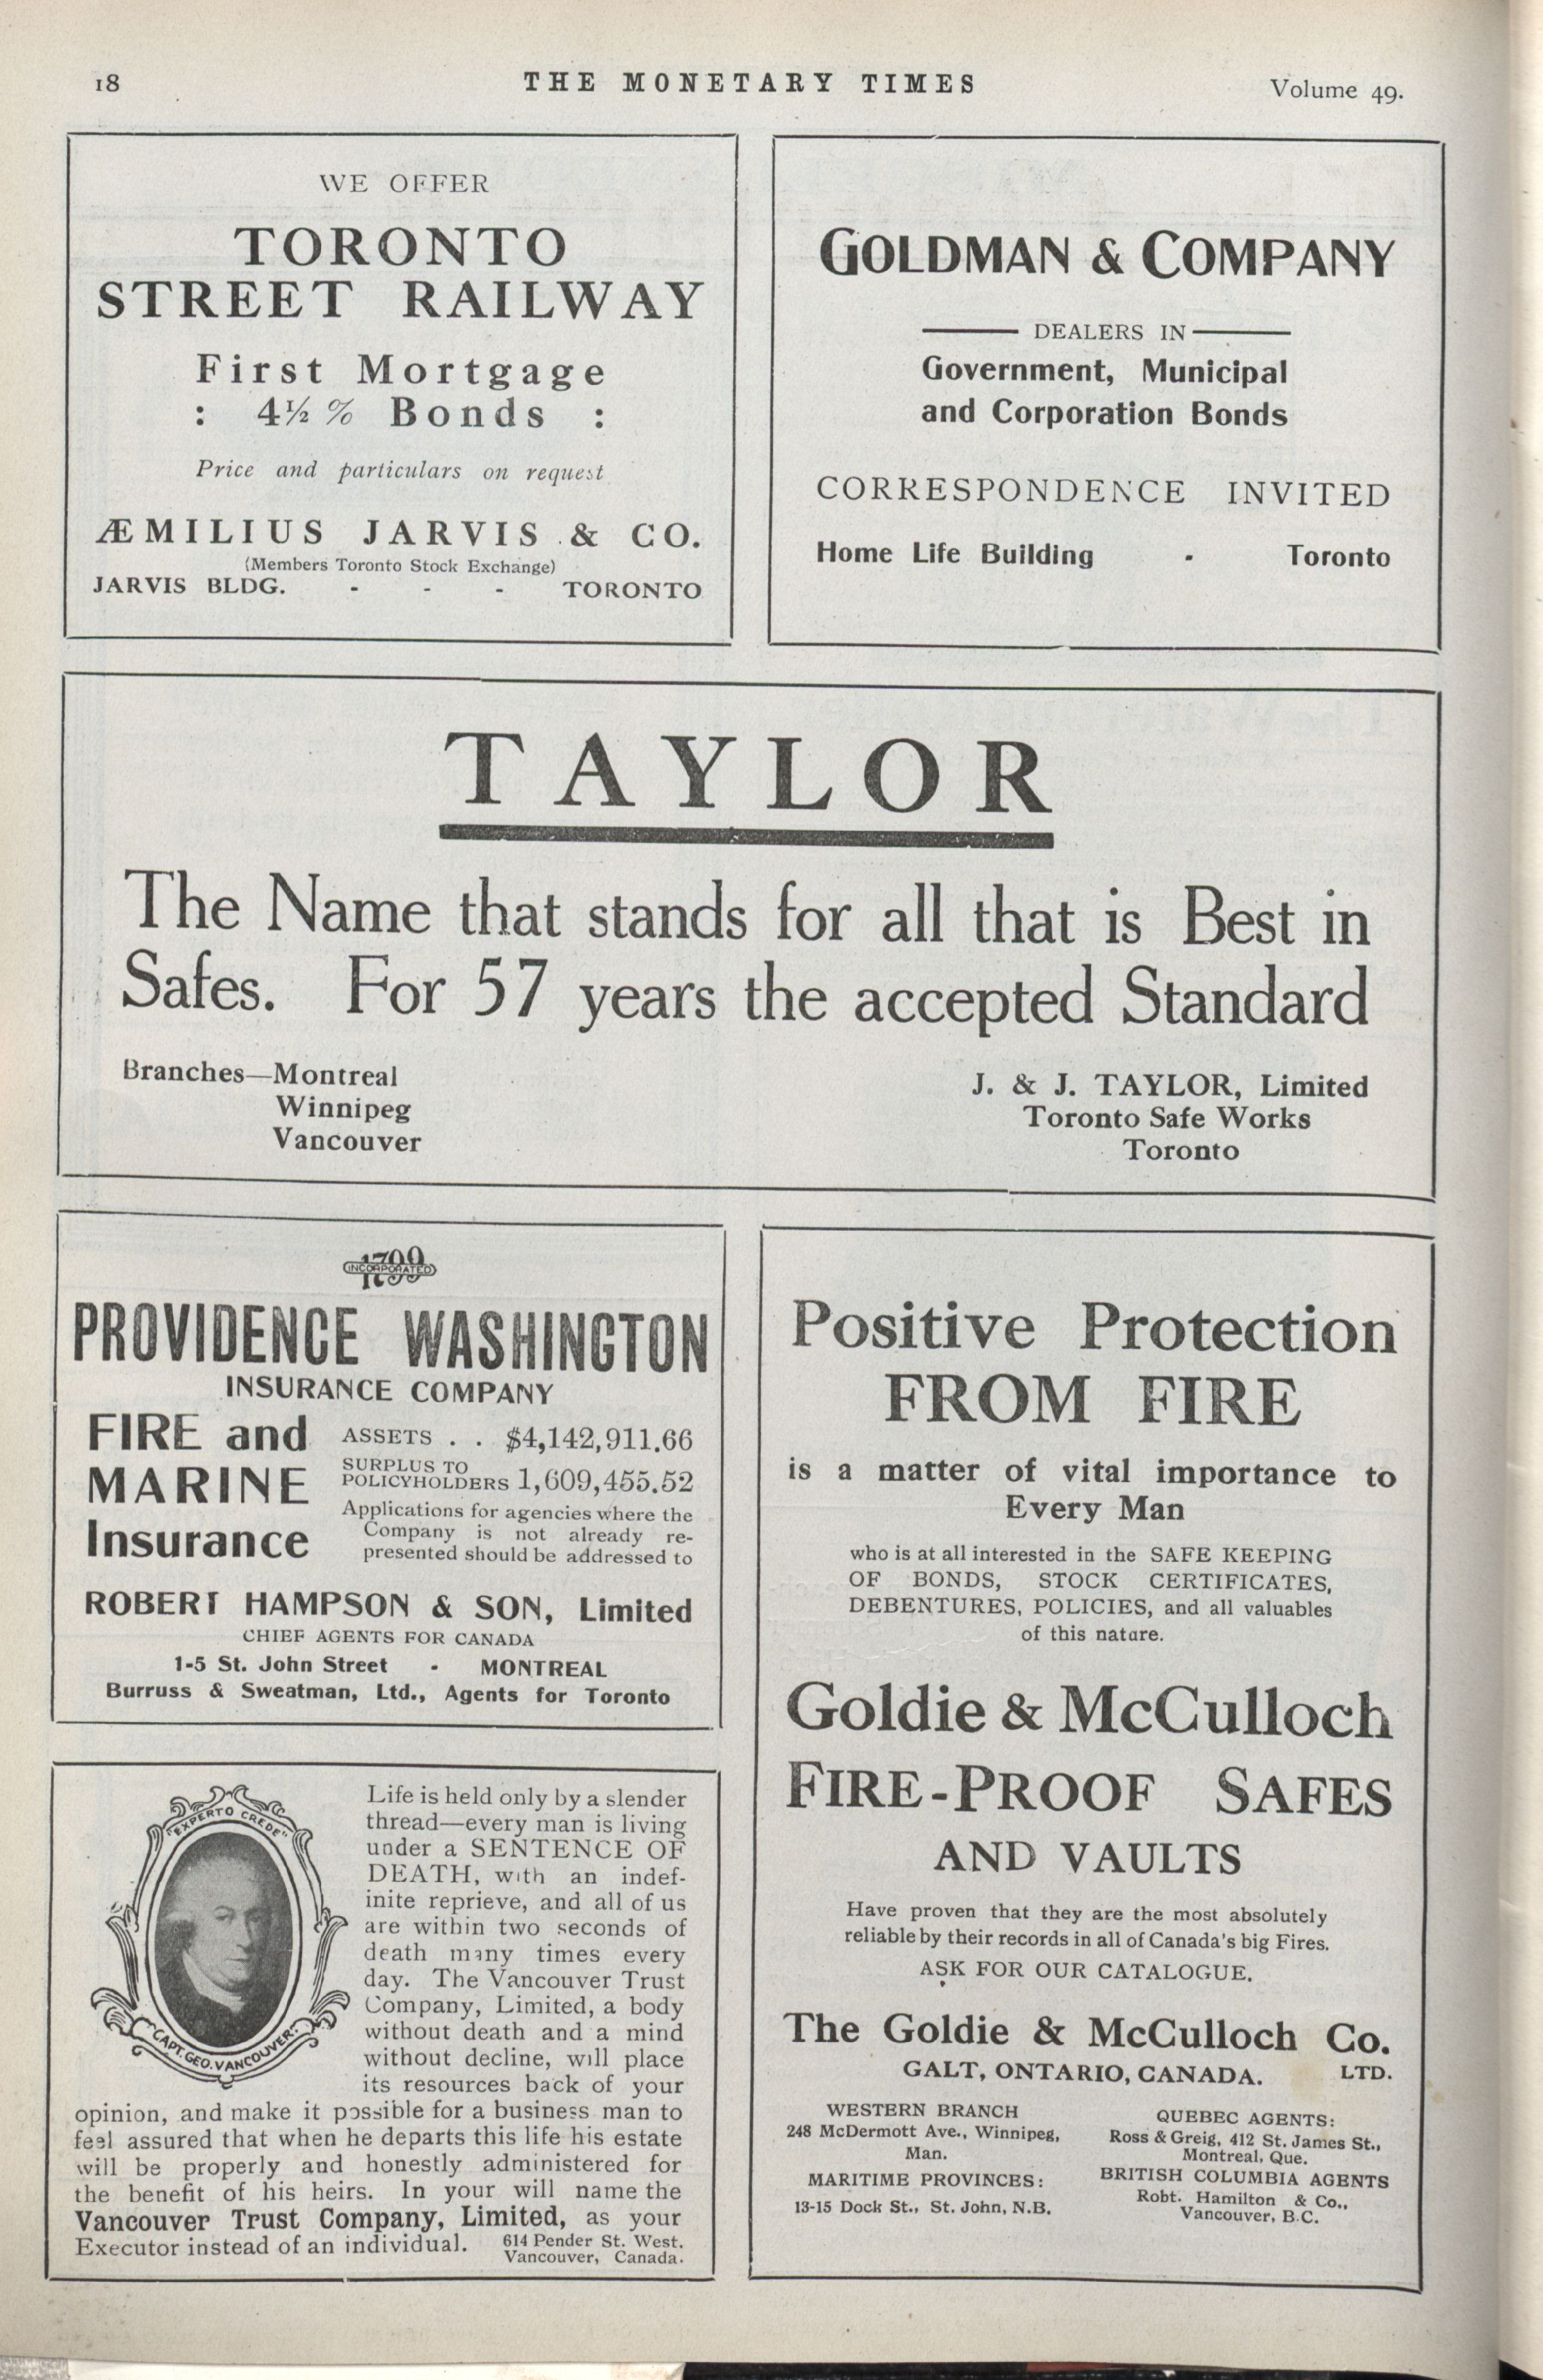 18
THE MONETARY TIMES
Volume 49.
WE OFFER
TORONTO
STREET RAILWAY
First Mortgage
: 4½ % Bonds :
Price and particulars on request
ÆMILIUS JARVIS & CO.
(Members Toronto Stock Exchange)
JARVIS BLDG. - - - TORONTO
GOLDMAN & COMPANY
DEALERS IN
Government, Municipal
and Corporation Bonds
CORRESPONDENCE INVITED
Home Life Building - Toronto
TAYLOR
The Name that stands for all that is Best in
Safes. For 57 years the accepted Standard
Branches—Montreal
Winnipeg
Vancouver
J. & J. TAYLOR, Limited
Toronto Safe Works
Toronto
1799
INCORPORATED
PROVIDENCE WASHINGTON
INSURANCE COMPANY
FIRE and
MARINE
Insurance
ASSETS . . $4,142,911.66
SURPLUS TO
POLICYHOLDERS 1,609,455.52
Applications for agencies where the
Company is not already re-
presented should be addressed to
ROBERT HAMPSON & SON, Limited
CHIEF AGENTS FOR CANADA
1-5 St. John Street - MONTREAL
Burruss & Sweatman, Ltd., Agents for Toronto
"EXPERTO CREDE"
"CAPT. GEO. VANCOUVER"
Life is held only by a slender
thread—every man is living
under a SENTENCE OF
DEATH, with an indef-
inite reprieve, and all of us
are within two seconds of
death many times every
day. The Vancouver Trust
Company, Limited, a body
without death and a mind
without decline, will place
its resources back of your
opinion, and make it possible for a business man to
feel assured that when he departs this life his estate
will be properly and honestly administered for
the benefit of his heirs. In your will name the
Vancouver Trust Company, Limited, as your
Executor instead of an individual. 614 Pender St. West,
Vancouver, Canada.
Positive Protection
FROM FIRE
is a matter of vital importance to
Every Man
who is at all interested in the SAFE KEEPING
OF BONDS, STOCK CERTIFICATES,
DEBENTURES, POLICIES, and all valuables
of this nature.
Goldie & McCulloch
FIRE-PROOF SAFES
AND VAULTS
Have proven that they are the most absolutely
reliable by their records in all of Canada's big Fires.
ASK FOR OUR CATALOGUE.
The Goldie & McCulloch Co.
GALT, ONTARIO, CANADA. LTD.
WESTERN BRANCH
248 McDermott Ave., Winnipeg,
Man.
MARITIME PROVINCES:
13-15 Dock St., St. John, N.B.
QUEBEC AGENTS:
Ross & Greig, 412 St. James St.,
Montreal, Que.
BRITISH COLUMBIA AGENTS
Robt. Hamilton & Co.,
Vancouver, B.C.